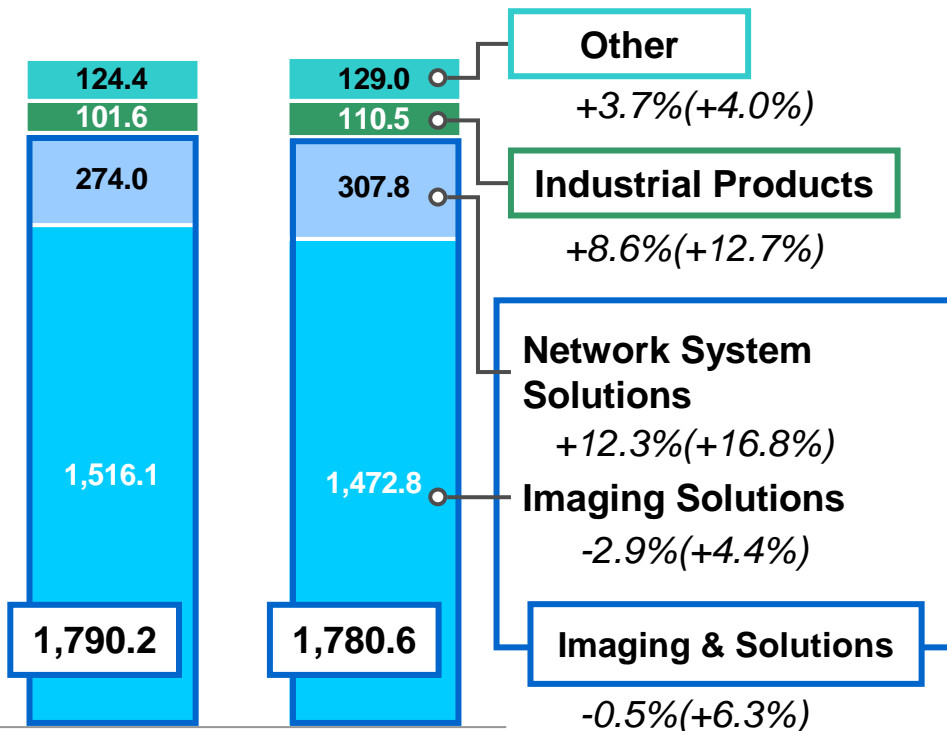 Other
124.4
129.0
+3.7%(+4.0%)
101.6
110.5
Industrial Products
274.0
307.8
+8.6%(+12.7%)
Network System
Solutions
+12.3%(+16.8%)
1,516.1
1,472.8
Imaging Solutions
-2.9%(+4.4%)
1,790.2
1,780.6
Imaging & Solutions
-0.5%(+6.3%)